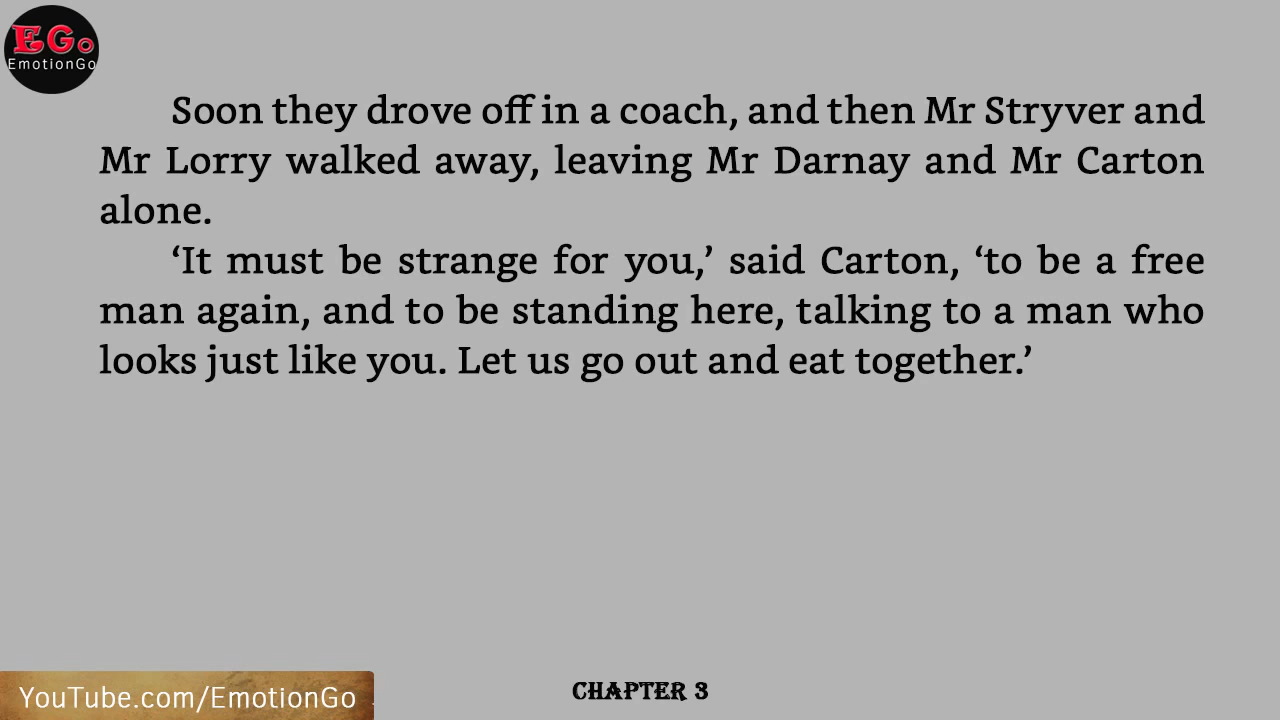 EGo
EmotionGo
Soon they drove off in a coach, and then Mr Stryver and
Mr Lorry walked away, leaving Mr Darnay and Mr Carton
alone.
‘It must be strange for you,’ said Carton, ‘to be a free
man again, and to be standing here, talking to a man who
looks just like you. Let us go out and eat together.’
YouTube.com/EmotionGo
CHAPTER 3